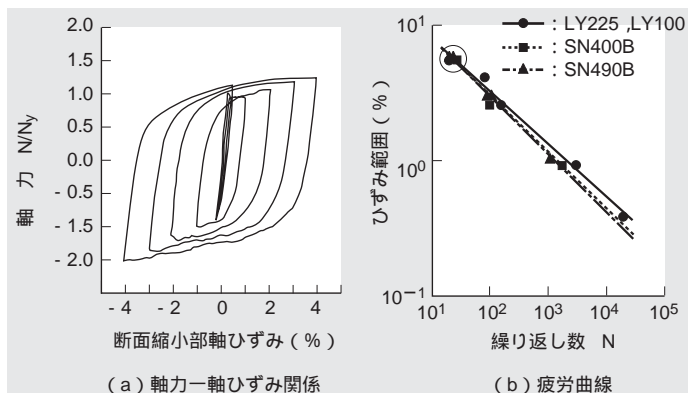 2.0
1.5
1.0
0.5
0.0
- 0.5
- 1.0
- 1.5
- 2.0
軸 力 N/Ny
- 4 - 2 0 2 4
断面縮小部軸ひずみ ( % )
( a ) 軸力ー軸ひずみ関係
10¹
10⁰
10⁻¹
ひずみ範囲 ( % )
: LY225 ,LY100
: SN400B
: SN490B
10¹ 10² 10³ 10⁴ 10⁵
繰り返し数 N
( b ) 疲労曲線